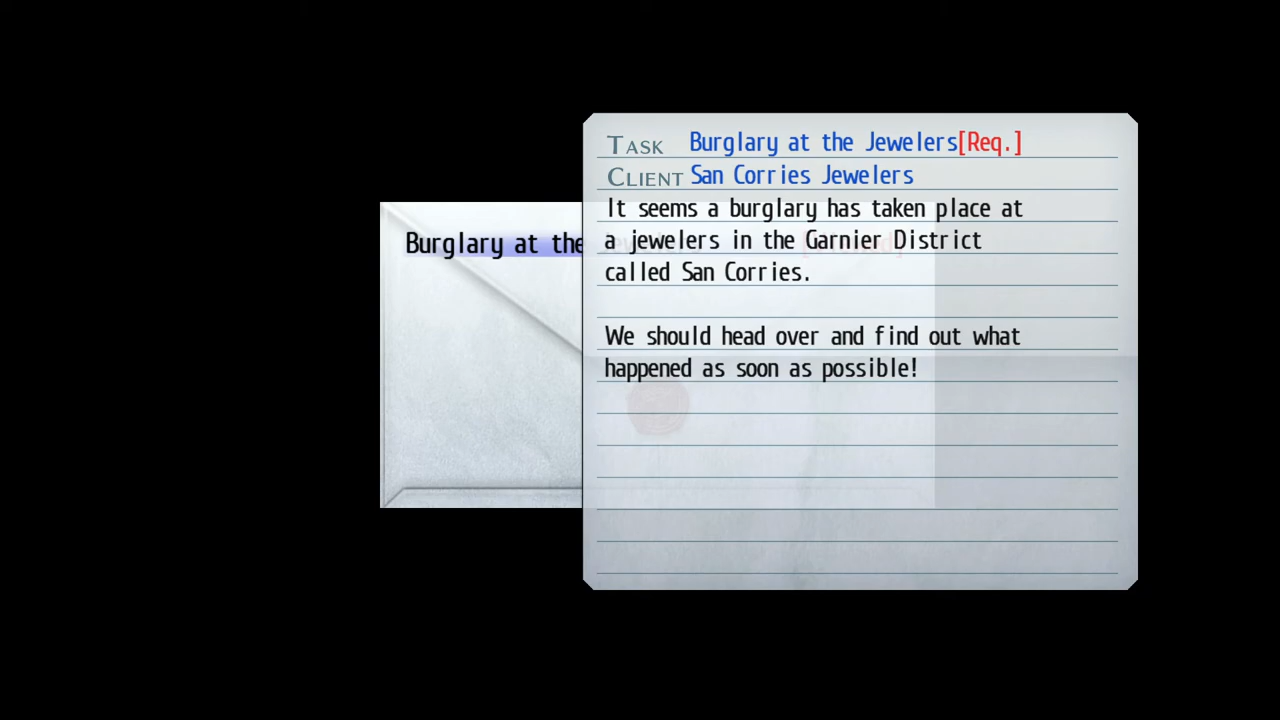 Task Burglary at the Jewelers[Req.]
Client San Corries Jewelers
It seems a burglary has taken place at
a jewelers in the Garnier District
called San Corries.
We should head over and find out what
happened as soon as possible!
Burglary at the